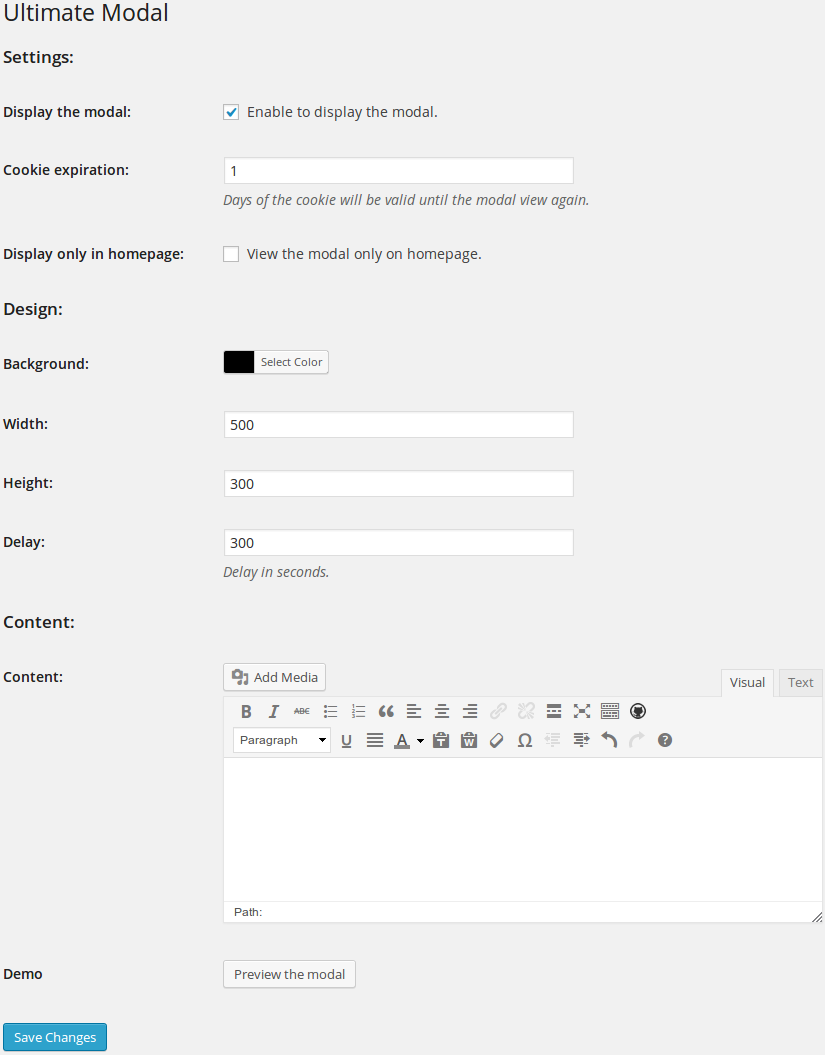 Ultimate Modal
Settings:
Display the modal: Enable to display the modal.
Cookie expiration: 1
Days of the cookie will be valid until the modal view again.
Display only in homepage: View the modal only on homepage.
Design:
Background: Select Color
Width: 500
Height: 300
Delay: 300
Delay in seconds.
Content:
Content: Add Media Visual Text
B I ABC
Paragraph U A T W Ω ?
Path:
Demo Preview the modal
Save Changes